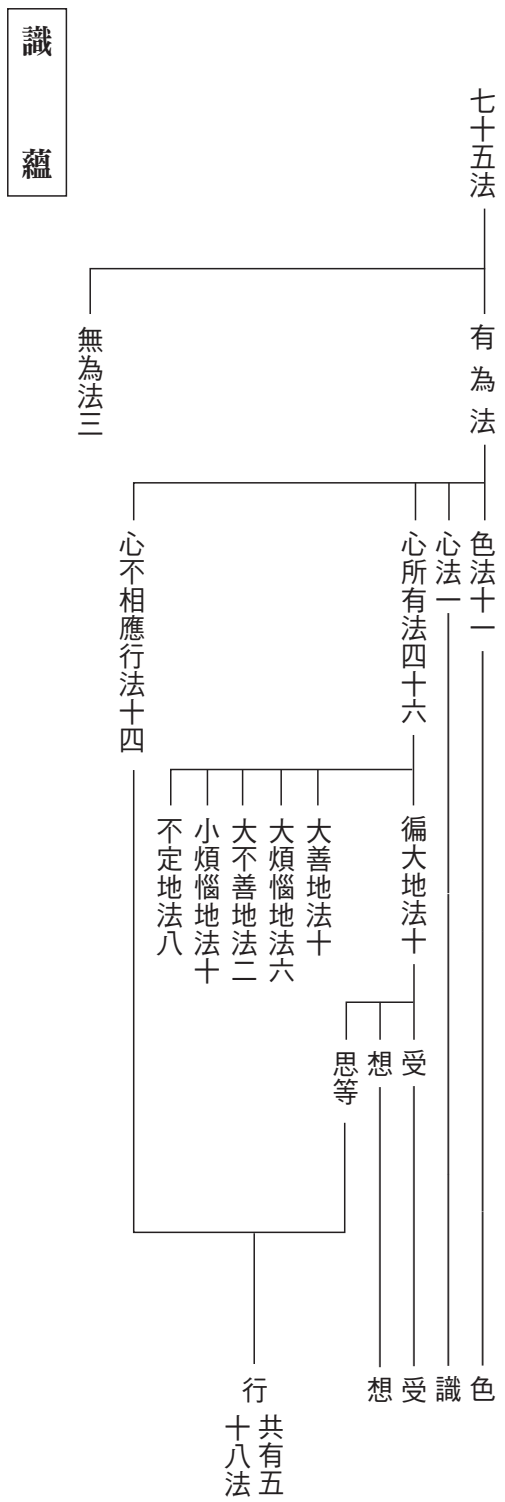 七十五法
有為法
無為法三
色法十一
心法一
心所有法四十六
心不相應行法十四
徧大地法十
大善地法十
大煩惱地法六
大不善地法二
小煩惱地法十
不定地法八
受
想
思等
色
識
受
想
行
共有五
十八法
識蘊